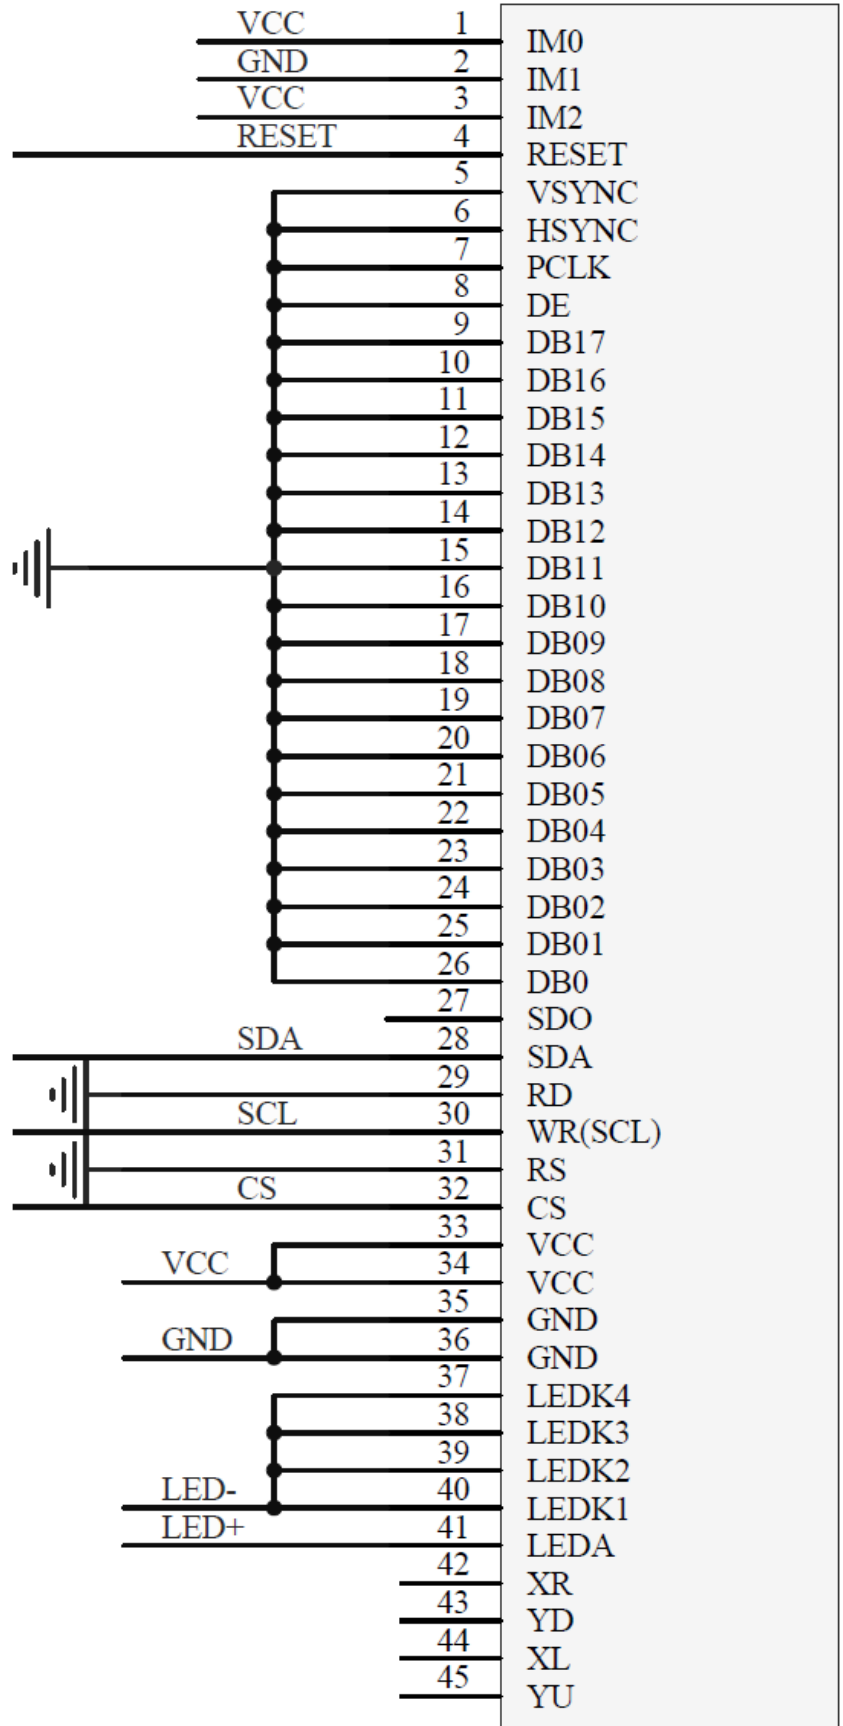 VCC 1 IM0
GND 2 IM1
VCC 3 IM2
RESET 4 RESET
5 VSYNC
6 HSYNC
7 PCLK
8 DE
9 DB17
10 DB16
11 DB15
12 DB14
13 DB13
14 DB12
15 DB11
16 DB10
17 DB09
18 DB08
19 DB07
20 DB06
21 DB05
22 DB04
23 DB03
24 DB02
25 DB01
26 DB0
27 SDO
SDA 28 SDA
29 RD
SCL 30 WR(SCL)
31 RS
CS 32 CS
33 VCC
VCC 34 VCC
35 GND
GND 36 GND
37 LEDK4
38 LEDK3
39 LEDK2
LED- 40 LEDK1
LED+ 41 LEDA
42 XR
43 YD
44 XL
45 YU